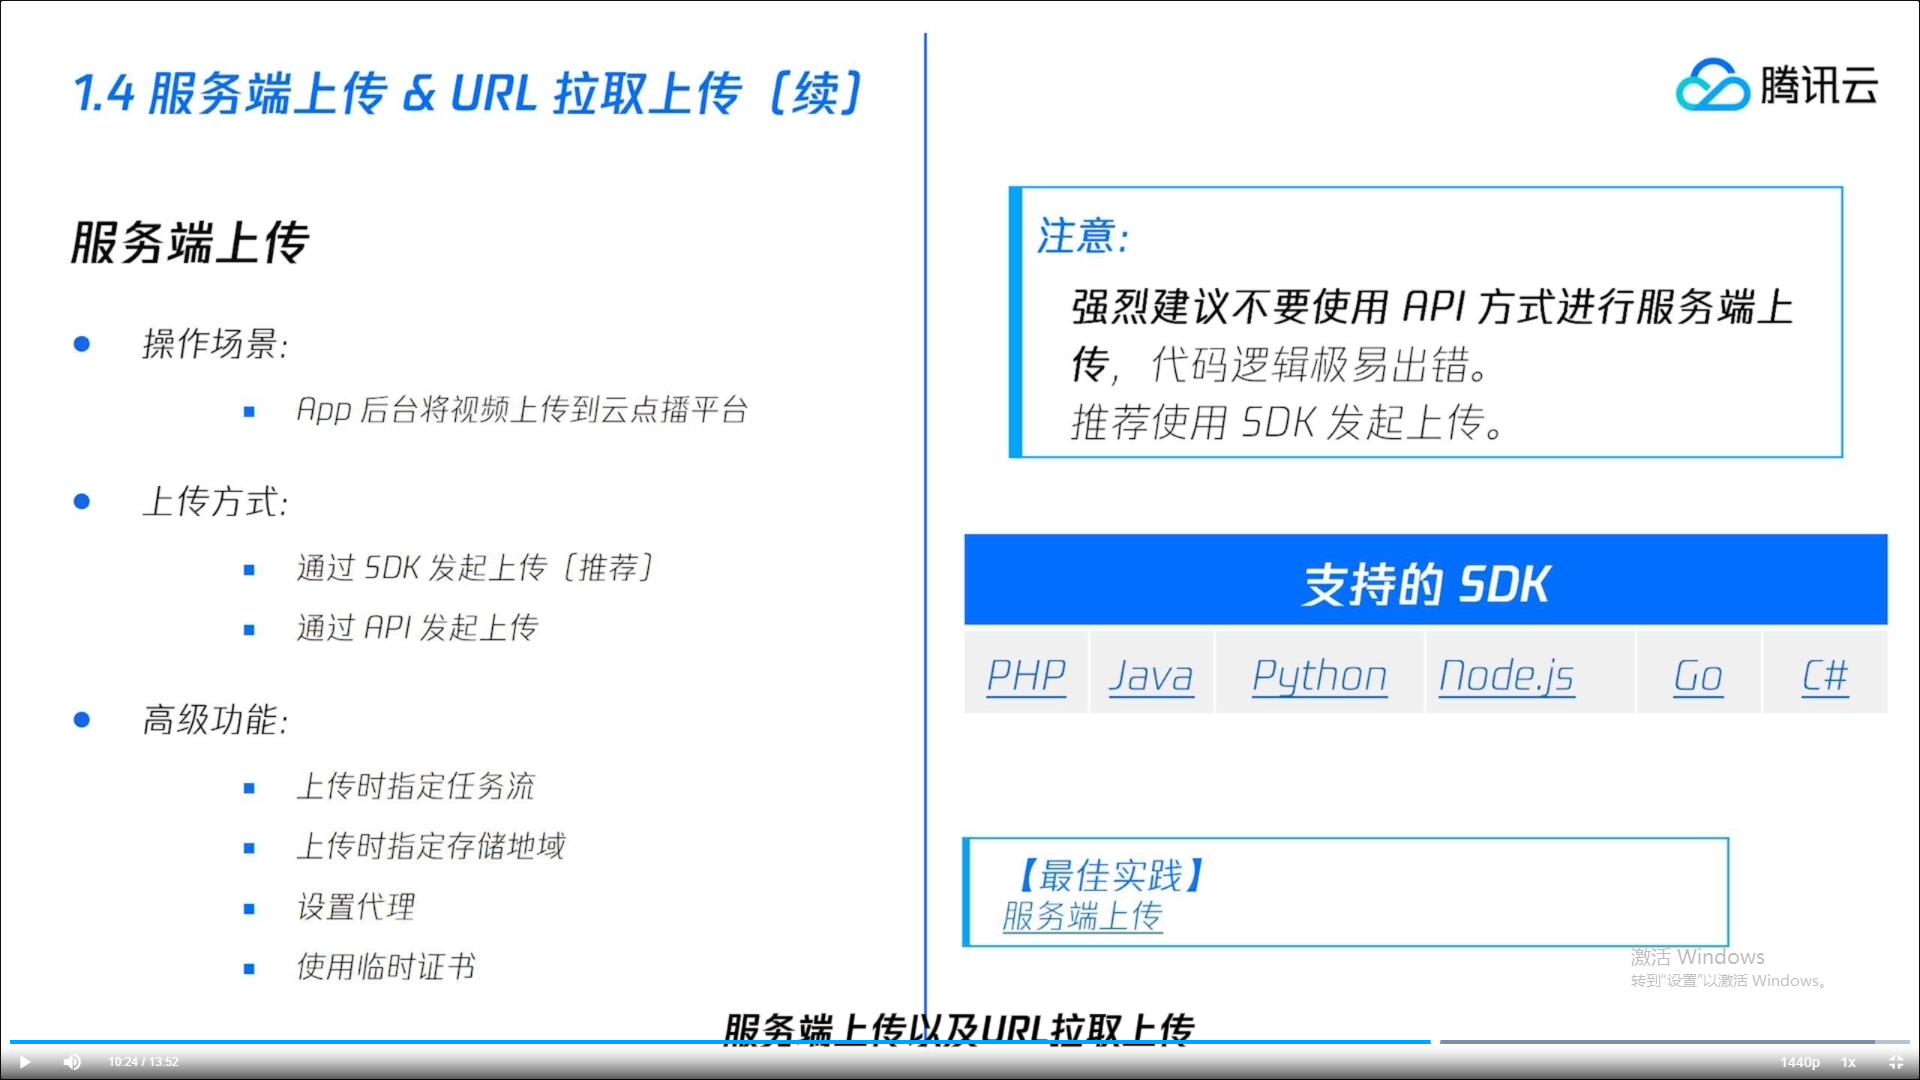 1.4 服务端上传 & URL 拉取上传（续）
腾讯云
服务端上传
操作场景:
App 后台将视频上传到云点播平台
上传方式:
通过 SDK 发起上传（推荐）
通过 API 发起上传
高级功能:
上传时指定任务流
上传时指定存储地域
设置代理
使用临时证书
注意:
强烈建议不要使用 API 方式进行服务端上
传，代码逻辑极易出错。
推荐使用 SDK 发起上传。
支持的 SDK
PHP Java Python Node.js Go C#
【最佳实践】
服务端上传
激活 Windows
转到“设置”以激活 Windows。
服务端上传以及URL拉取上传
10:24 / 13:52
1440p 1x